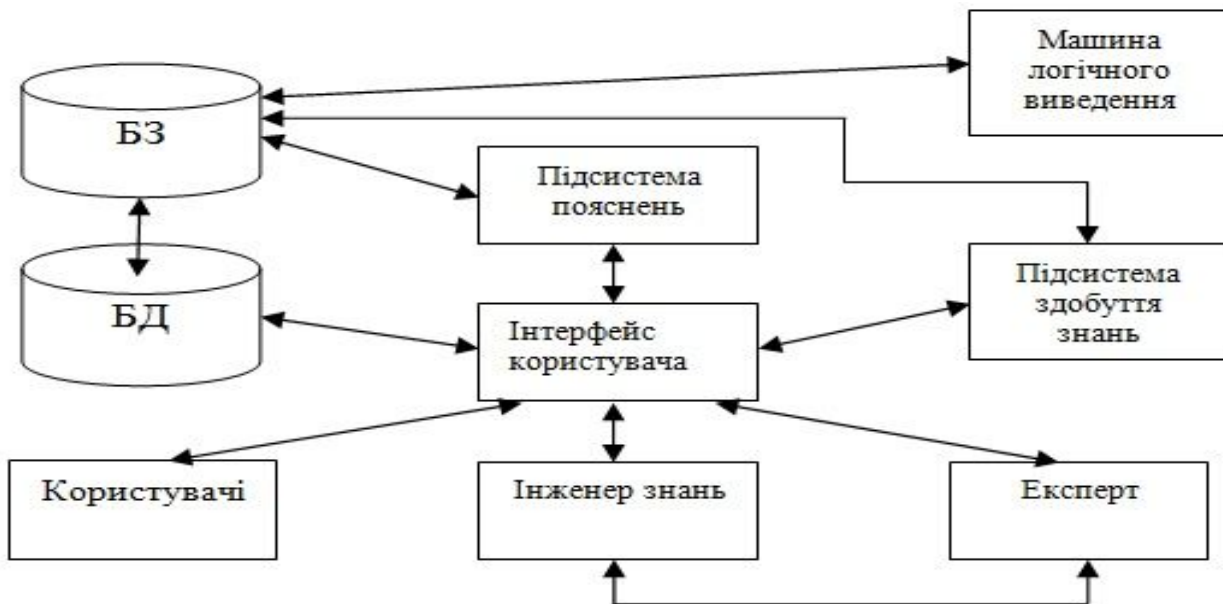 Машина
логічного
виведення
БЗ
Підсистема
пояснень
БД
Інтерфейс
користувача
Підсистема
здобуття
знань
Користувачі
Інженер знань
Експерт